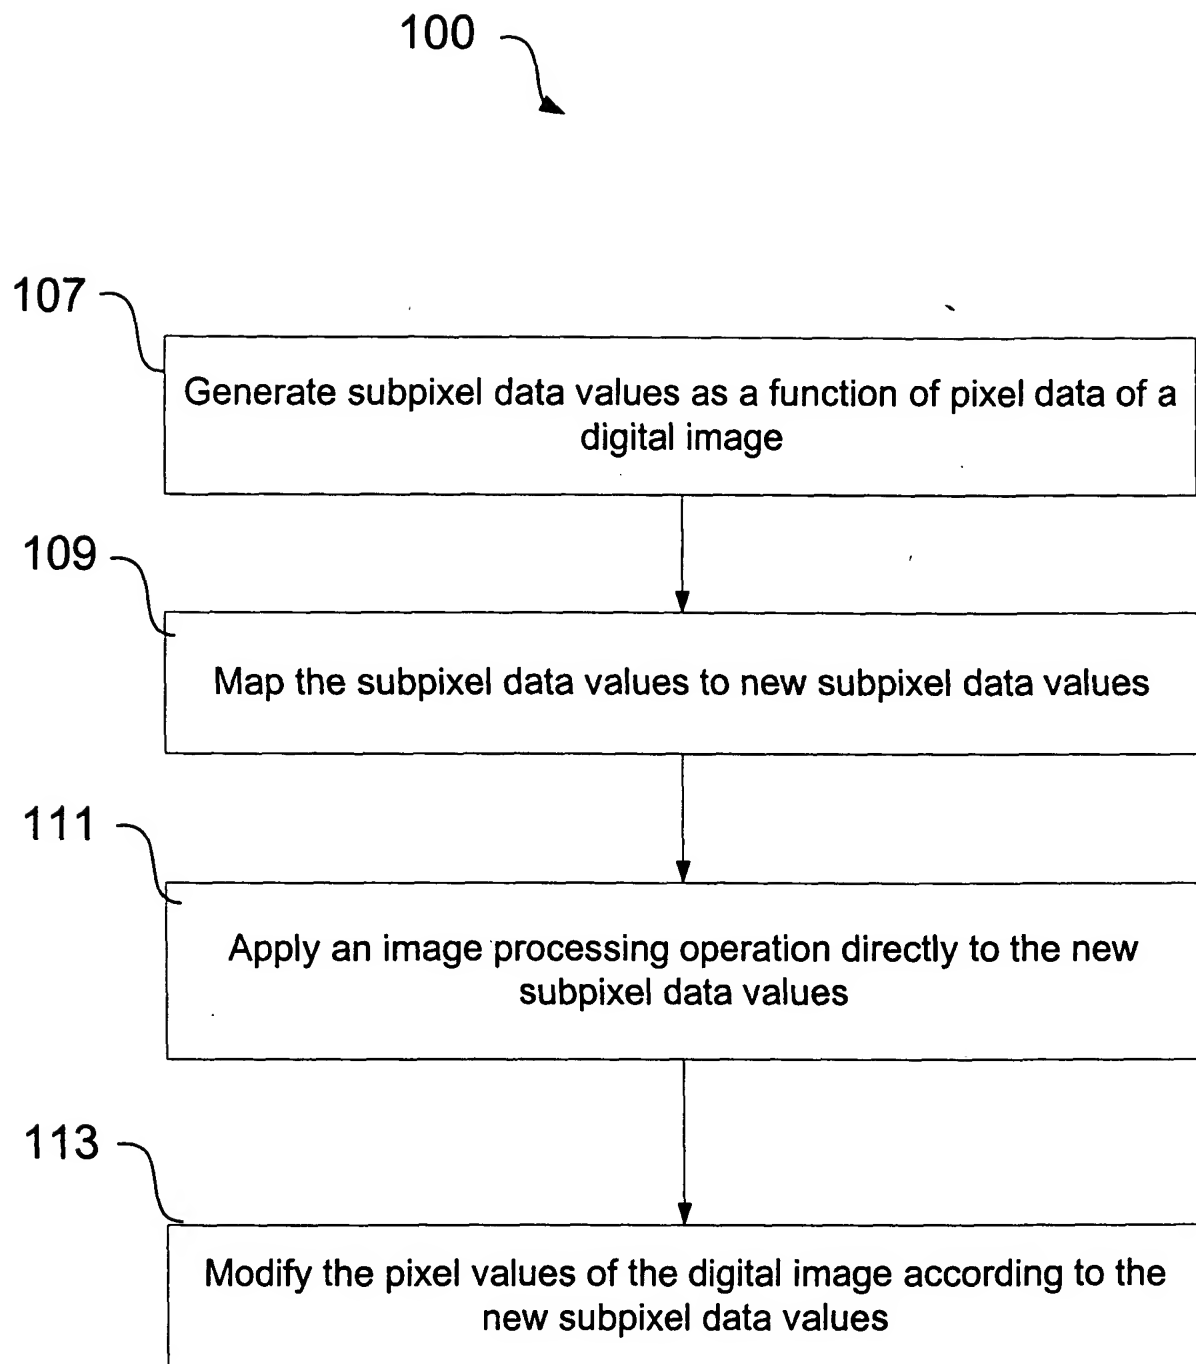 100
107
Generate subpixel data values as a function of pixel data of a
digital image
109
Map the subpixel data values to new subpixel data values
111
Apply an image processing operation directly to the new
subpixel data values
113
Modify the pixel values of the digital image according to the
new subpixel data values